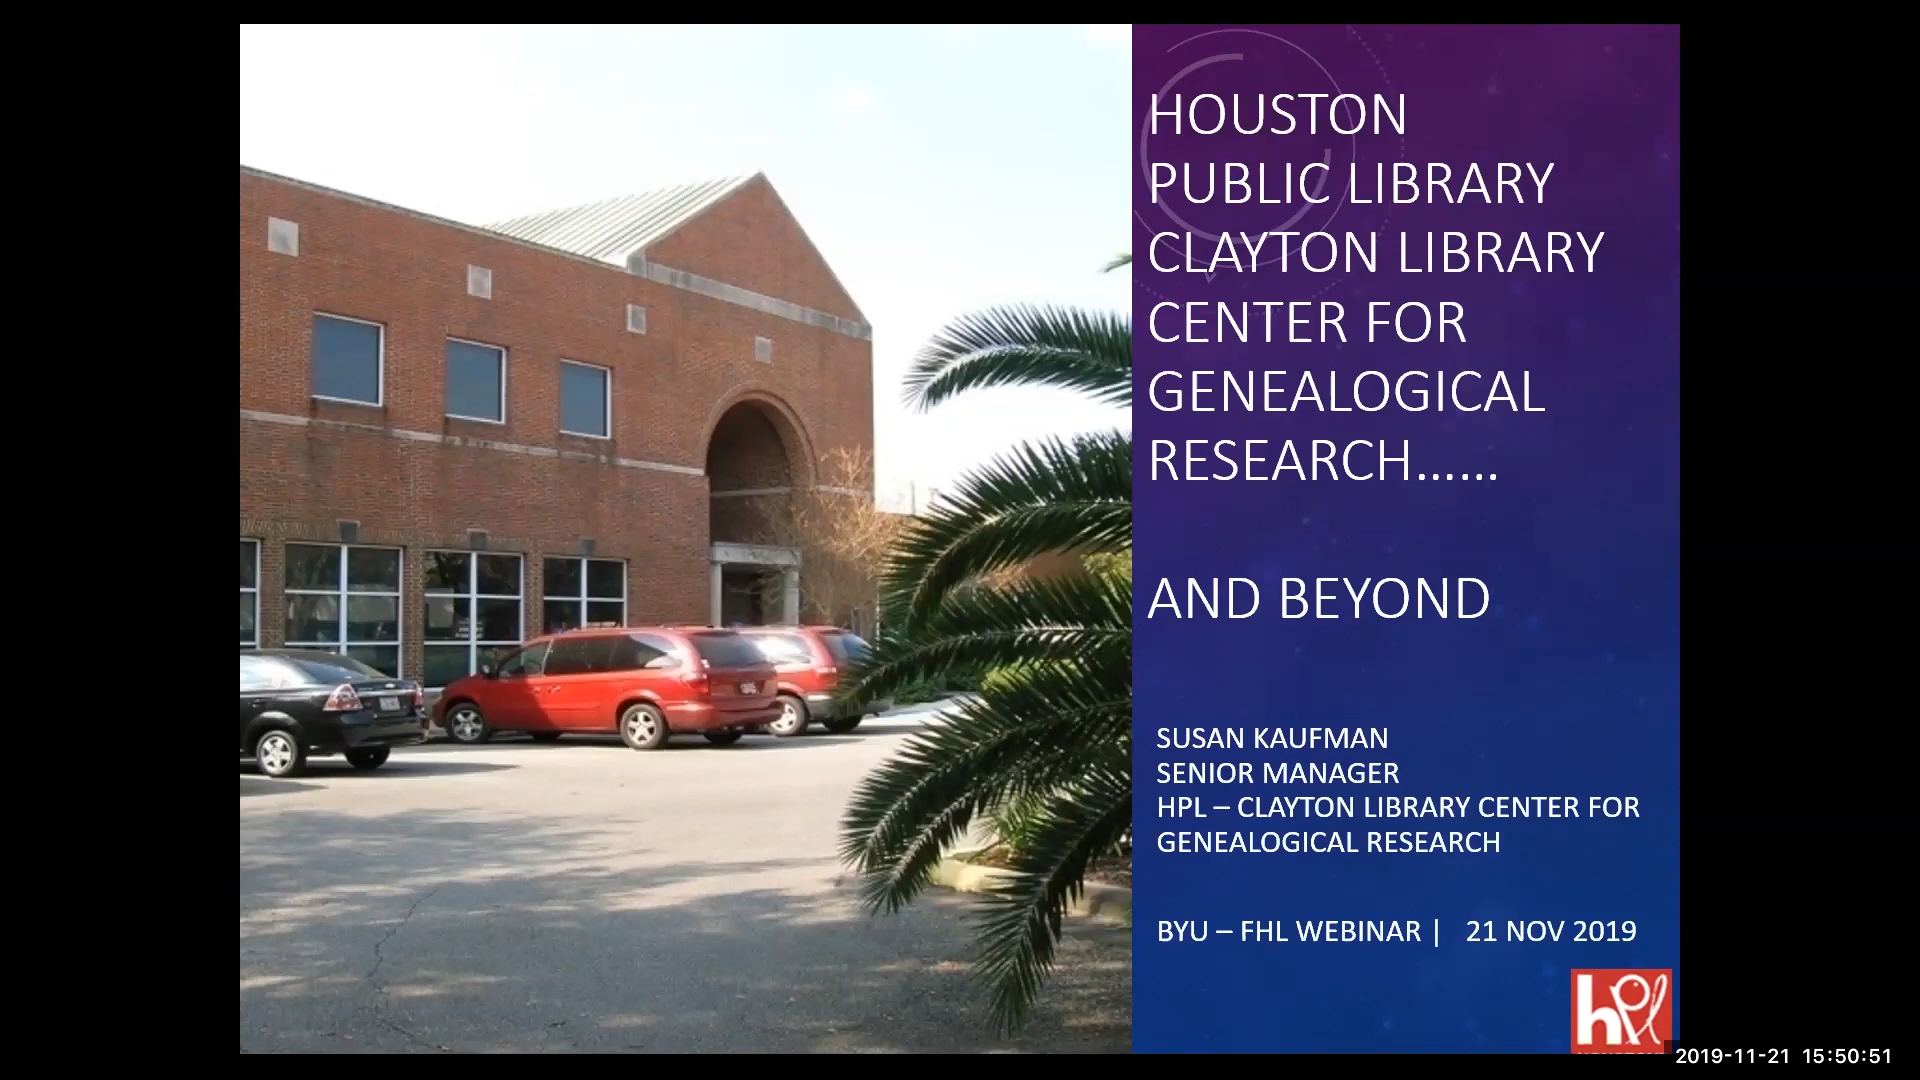 HOUSTON
PUBLIC LIBRARY
CLAYTON LIBRARY
CENTER FOR
GENEALOGICAL
RESEARCH......
AND BEYOND
SUSAN KAUFMAN
SENIOR MANAGER
HPL – CLAYTON LIBRARY CENTER FOR
GENEALOGICAL RESEARCH
BYU – FHL WEBINAR | 21 NOV 2019
hpl
2019-11-21 15:50:51